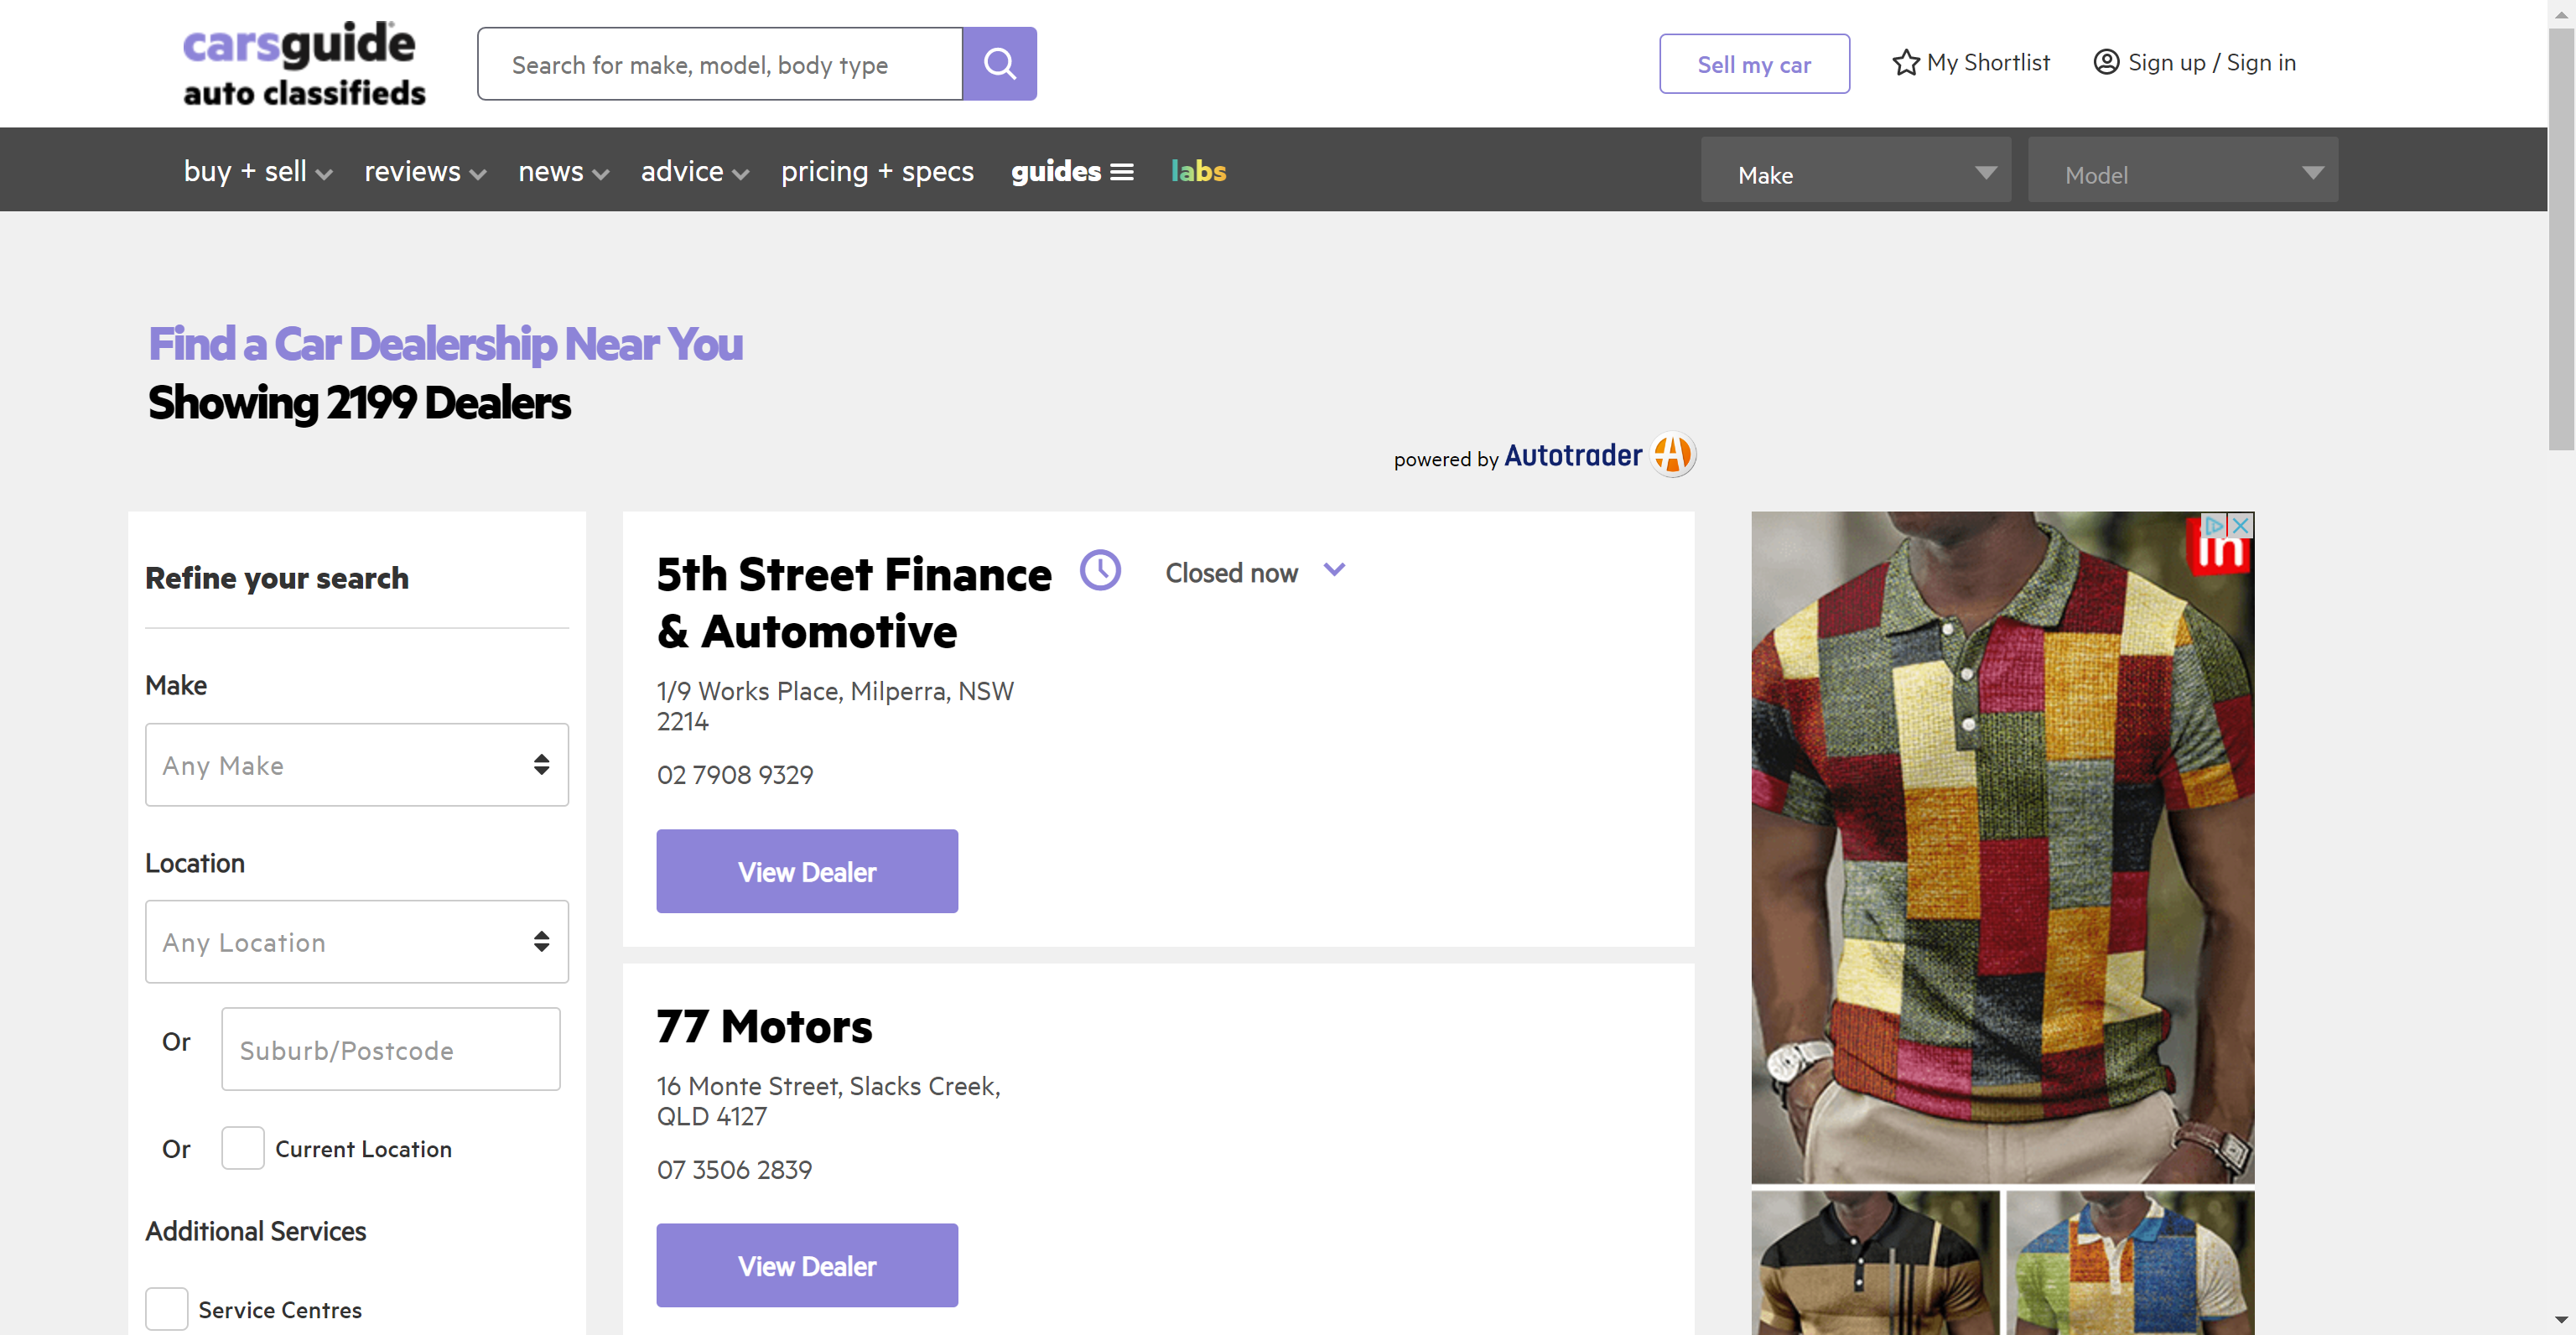 carsguide
auto classifieds
Search for make, model, body type
Sell my car
My Shortlist
Sign up / Sign in
buy + sell
reviews
news
advice
pricing + specs
guides
labs
Make
Model
Find a Car Dealership Near You
Showing 2199 Dealers
powered by Autotrader
Refine your search
Make
Any Make
Location
Any Location
Or
Suburb/Postcode
Or
Current Location
Additional Services
Service Centres
5th Street Finance
& Automotive
Closed now
1/9 Works Place, Milperra, NSW
2214
02 7908 9329
View Dealer
77 Motors
16 Monte Street, Slacks Creek,
QLD 4127
07 3506 2839
View Dealer
in